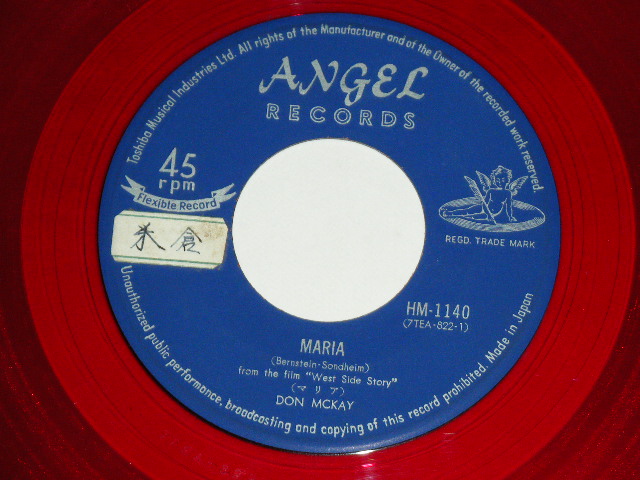 Toshiba Musical Industries Ltd. All rights of the Manufacturer and of the Owner of the recorded work reserved.
ANGEL
RECORDS
45
rpm
Flexible Record
REGD. TRADE MARK
HM-1140
(7TEA-822-1)
MARIA
(Bernstein-Sondheim)
from the film "West Side Story"
(マリア)
DON MCKAY
Unauthorized public performance, broadcasting and copying of this record prohibited. Made in Japan